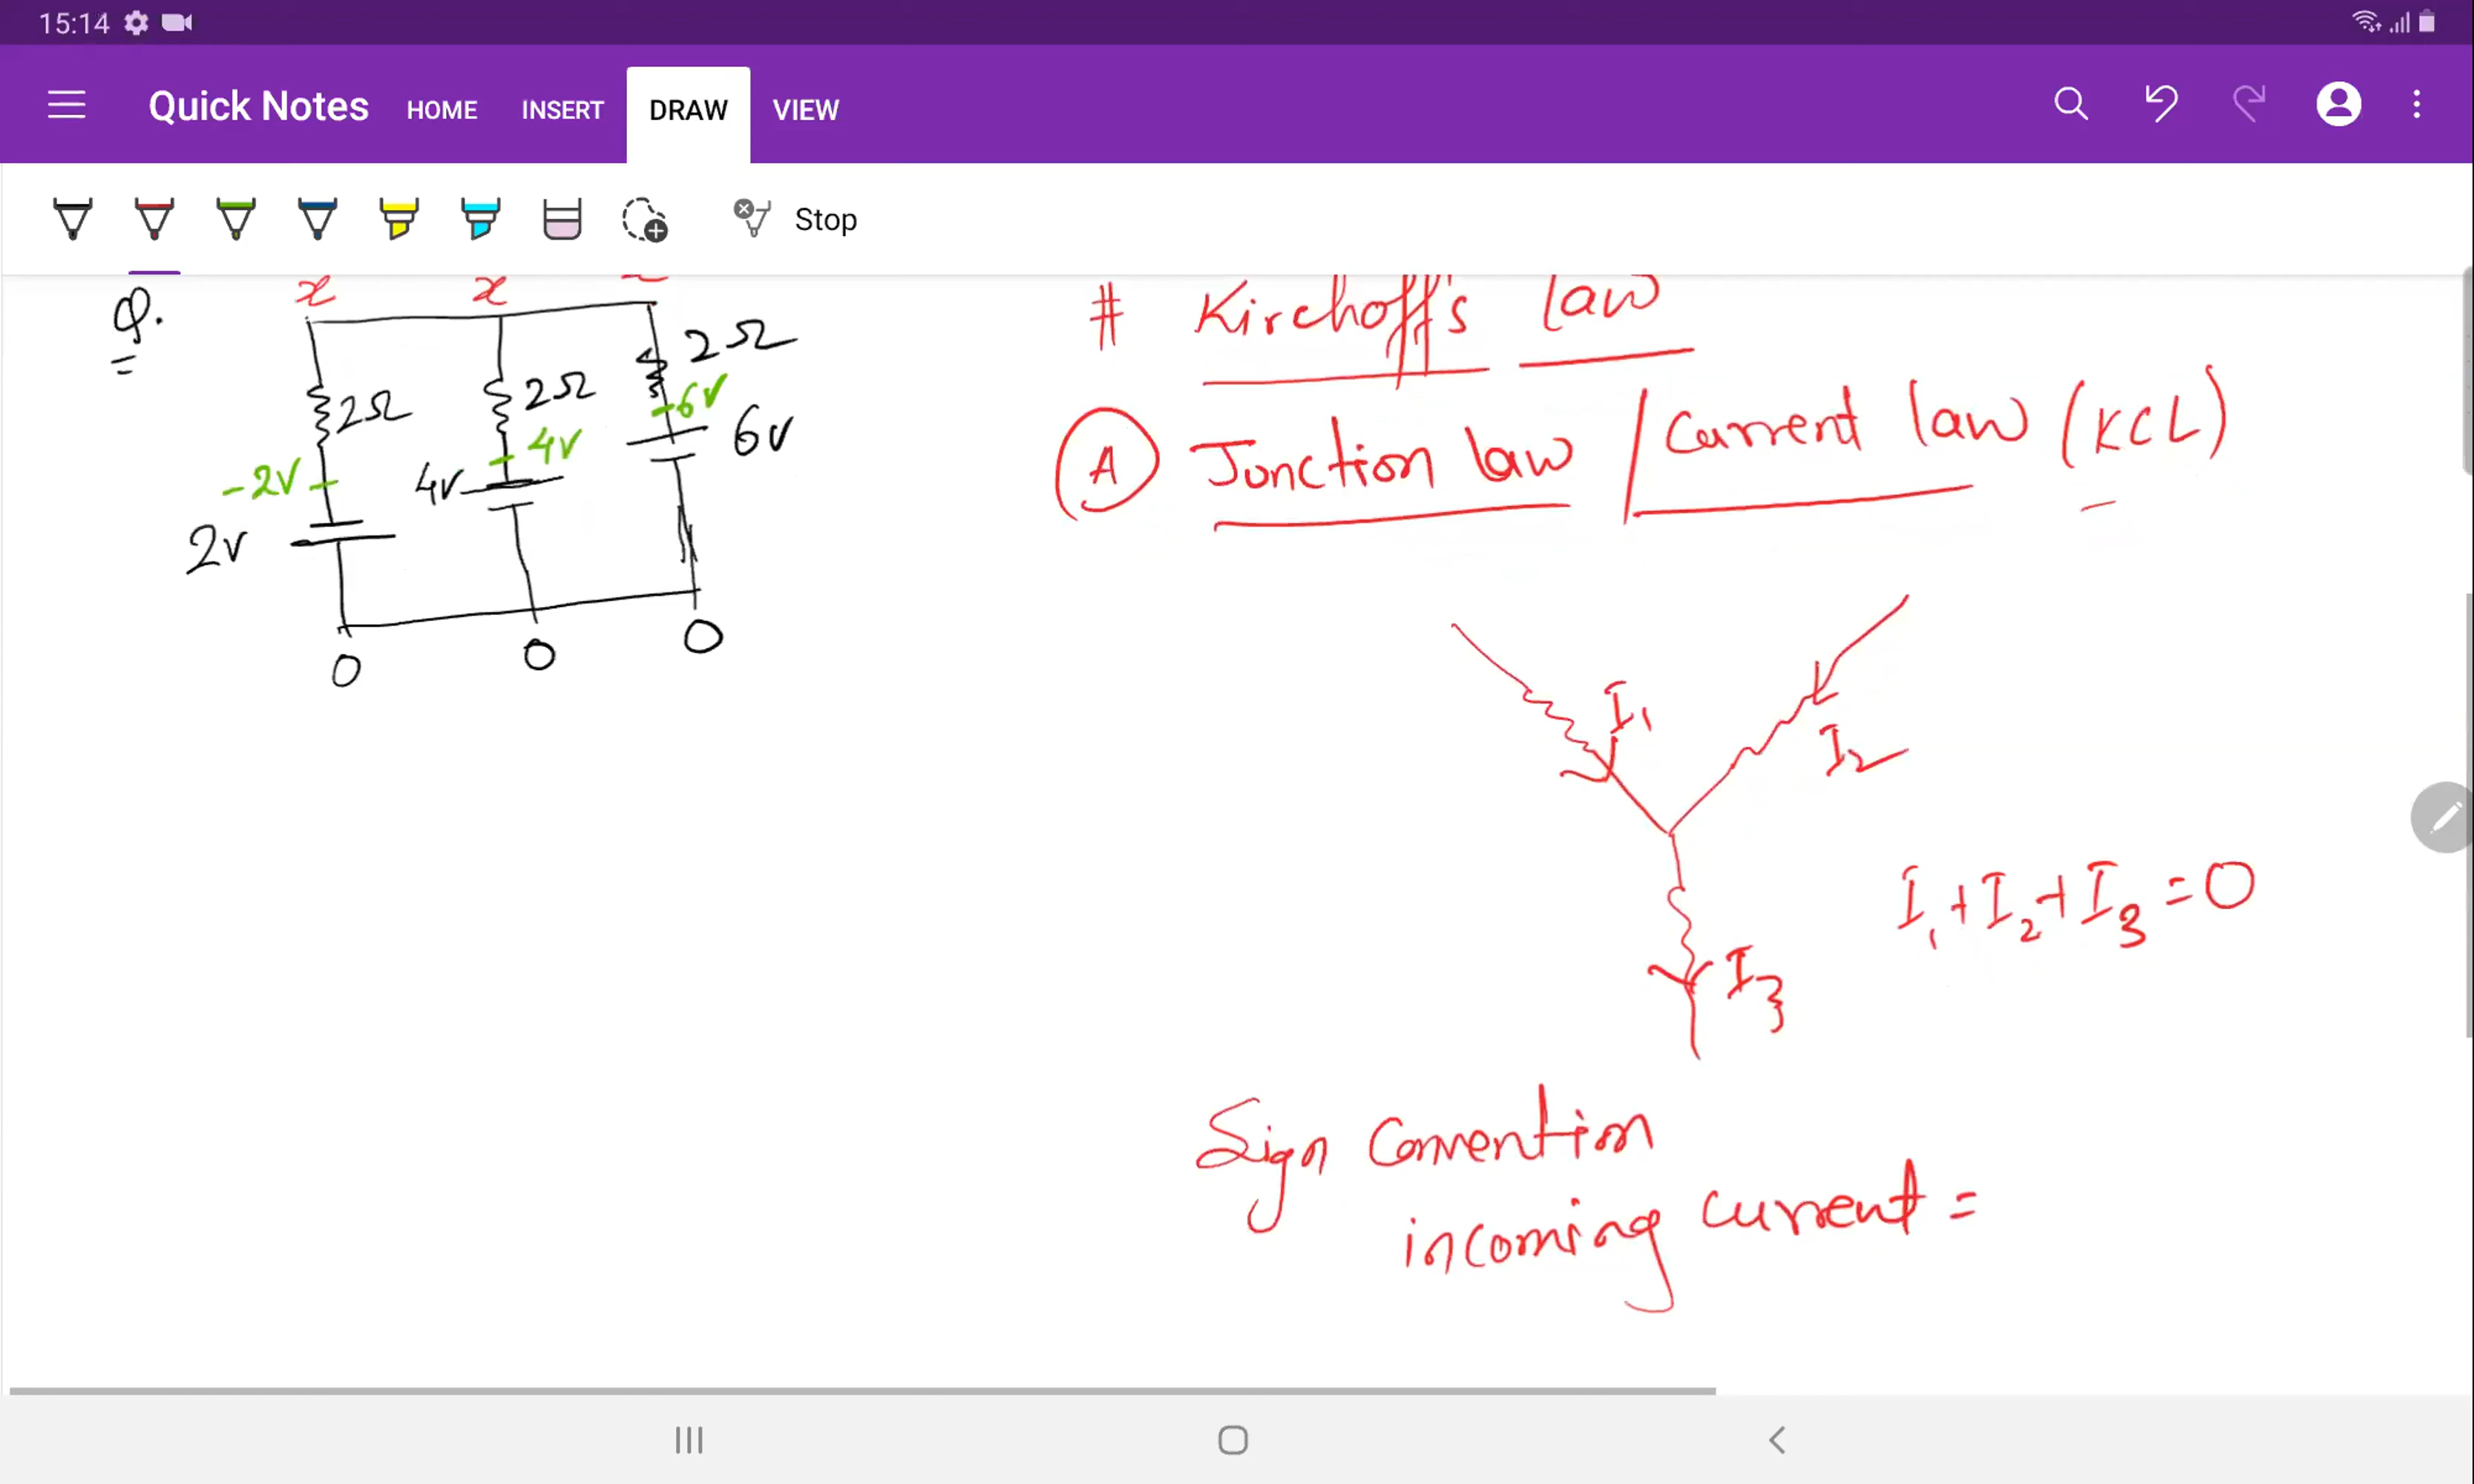 15:14
Quick Notes HOME INSERT DRAW VIEW
Stop
Q.
x x
2Ω 2Ω 2Ω
-2V 4V -6V
2V 4V 6V
0 0 0
# Kirchoff's law
A Junction law / Current law (KCL)
I1 I2
I3
I1+I2+I3=0
Sign Convention
incoming current =